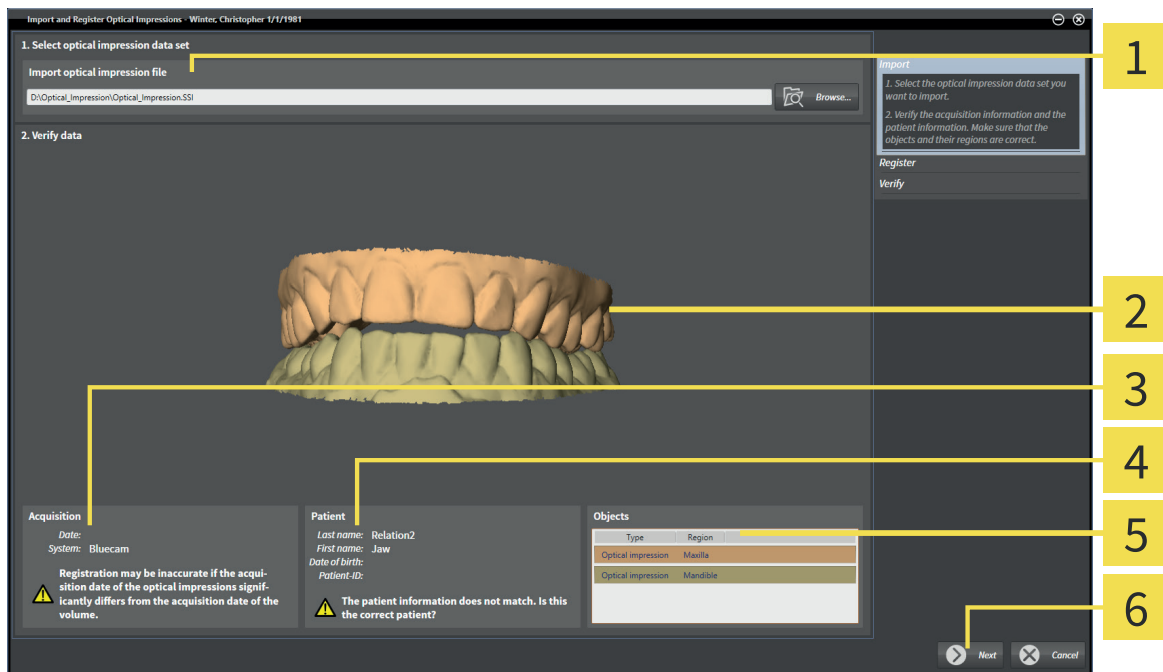 Import and Register Optical Impressions - Winter, Christopher 1/1/1981
1. Select optical impression data set
Import optical impression file
D:\Optical_Impression\Optical_Impression.SSI
Browse...
2. Verify data
Acquisition
Date:
System: Bluecam
Registration may be inaccurate if the acqui-
sition date of the optical impressions signif-
icantly differs from the acquisition date of the
volume.
Patient
Last name: Relation2
First name: Jaw
Date of birth:
Patient-ID:
The patient information does not match. Is this
the correct patient?
Objects
Type Region
Optical impression Maxilla
Optical impression Mandible
Import
1. Select the optical impression data set you
want to import.
2. Verify the acquisition information and the
patient information. Make sure that the
objects and their regions are correct.
Register
Verify
Next
Cancel
1
2
3
4
5
6